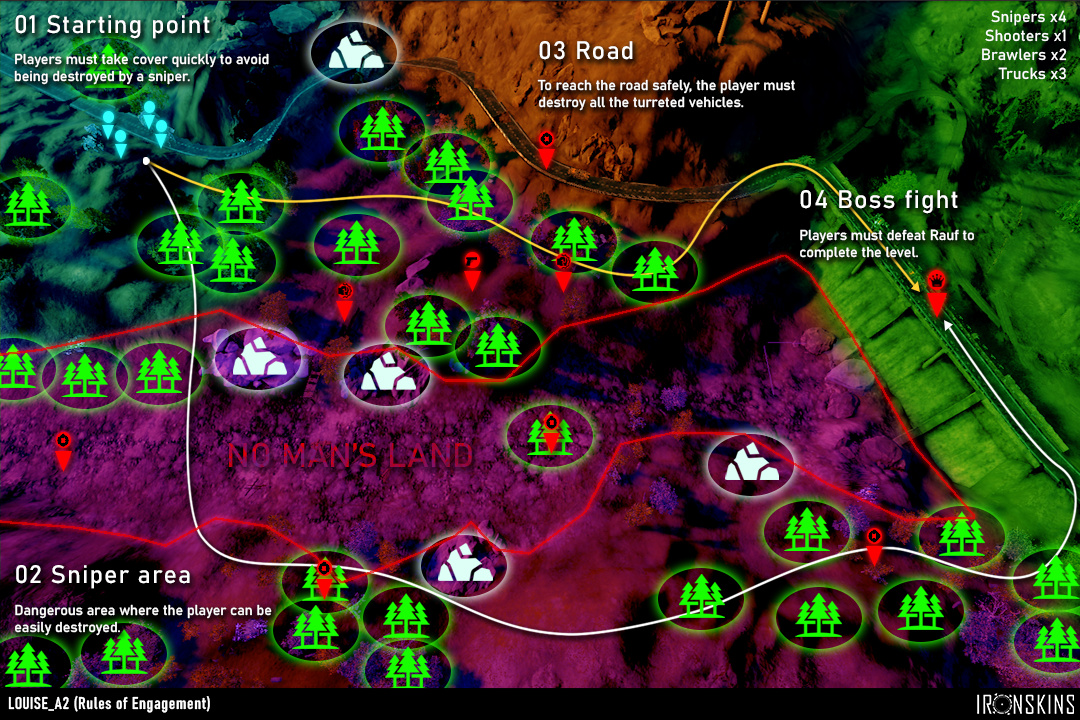 01 Starting point
Players must take cover quickly to avoid
being destroyed by a sniper.
03 Road
To reach the road safely, the player must
destroy all the turreted vehicles.
Snipers x4
Shooters x1
Brawlers x2
Trucks x3
04 Boss fight
Players must defeat Rauf to
complete the level.
NO MAN'S LAND
02 Sniper area
Dangerous area where the player can be
easily destroyed.
LOUISE_A2 (Rules of Engagement)
IRONSKINS